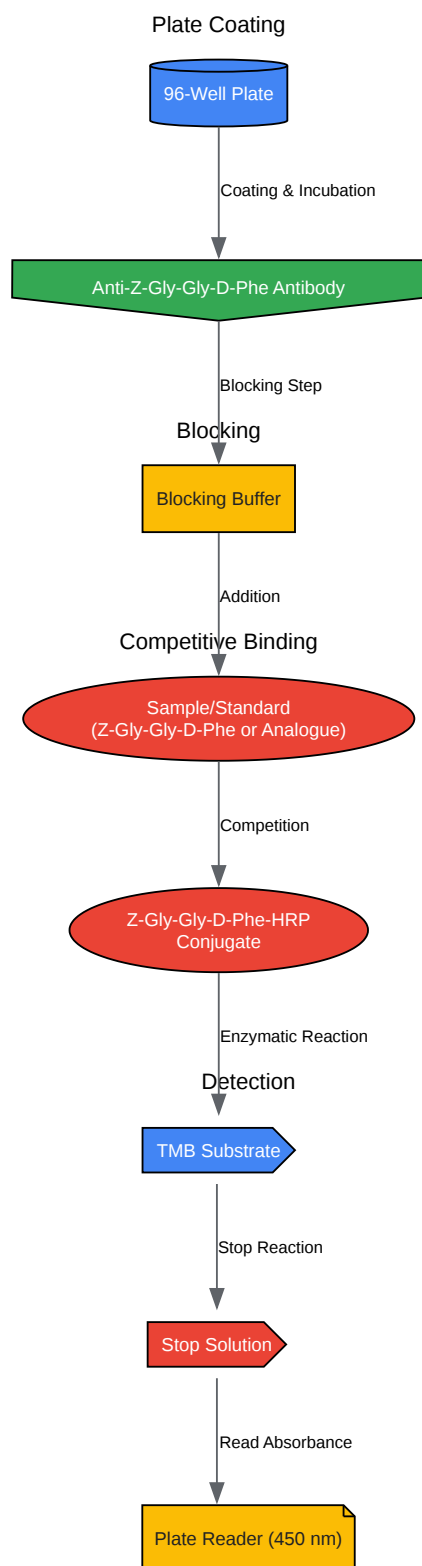 Plate Coating
96-Well Plate
Coating & Incubation
Anti-Z-Gly-Gly-D-Phe Antibody
Blocking Step
Blocking
Blocking Buffer
Addition
Competitive Binding
Sample/Standard
(Z-Gly-Gly-D-Phe or Analogue)
Competition
Z-Gly-Gly-D-Phe-HRP
Conjugate
Enzymatic Reaction
Detection
TMB Substrate
Stop Reaction
Stop Solution
Read Absorbance
Plate Reader (450 nm)